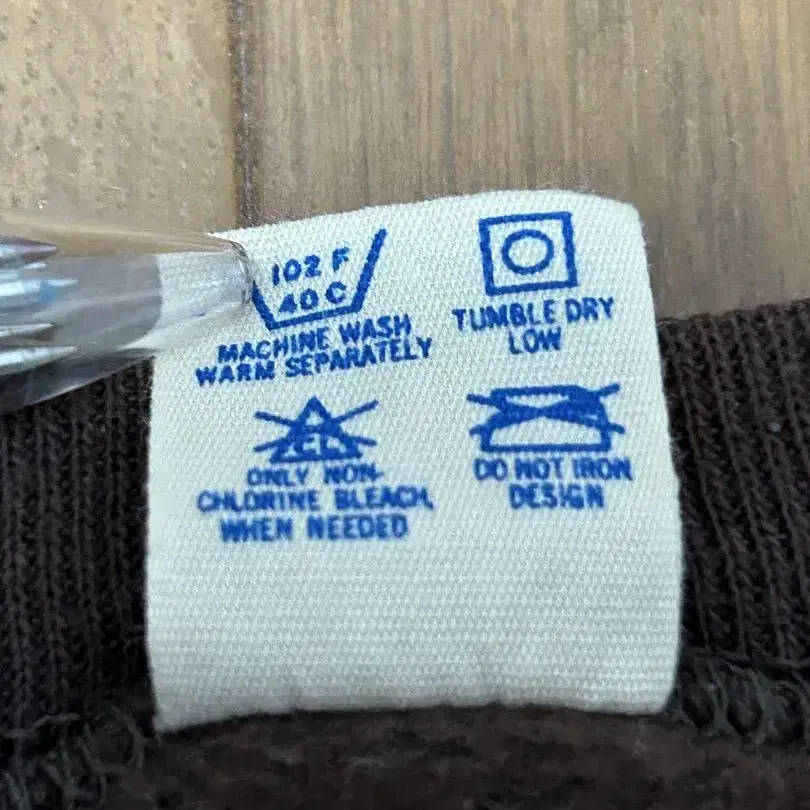 102 F
40 C
MACHINE WASH
WARM SEPARATELY
TUMBLE DRY
LOW
CL
ONLY NON-
CHLORINE BLEACH,
WHEN NEEDED
DO NOT IRON
DESIGN